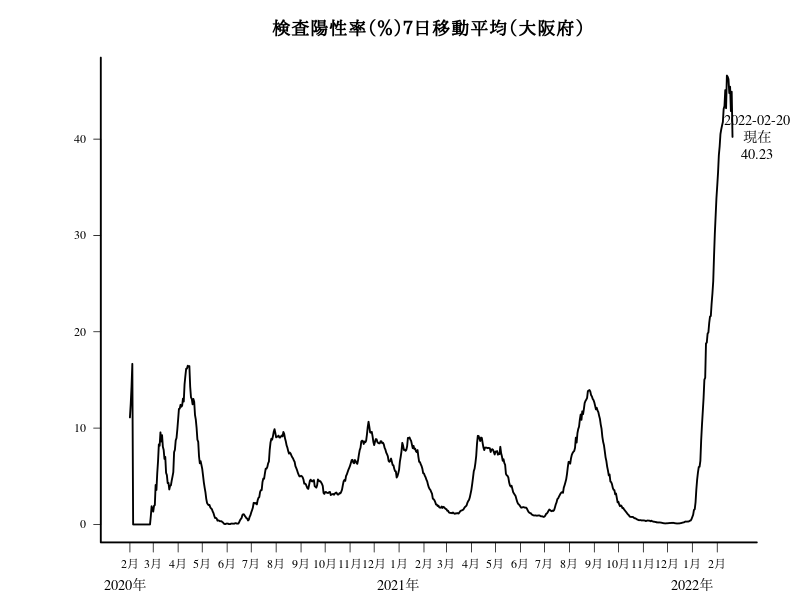 検査陽性率（%）7日移動平均（大阪府）
40
30
20
10
0
2022-02-20
現在
40.23
2月 3月 4月 5月 6月 7月 8月 9月 10月 11月 12月 1月 2月 3月 4月 5月 6月 7月 8月 9月 10月 11月 12月 1月 2月
2020年 2021年 2022年